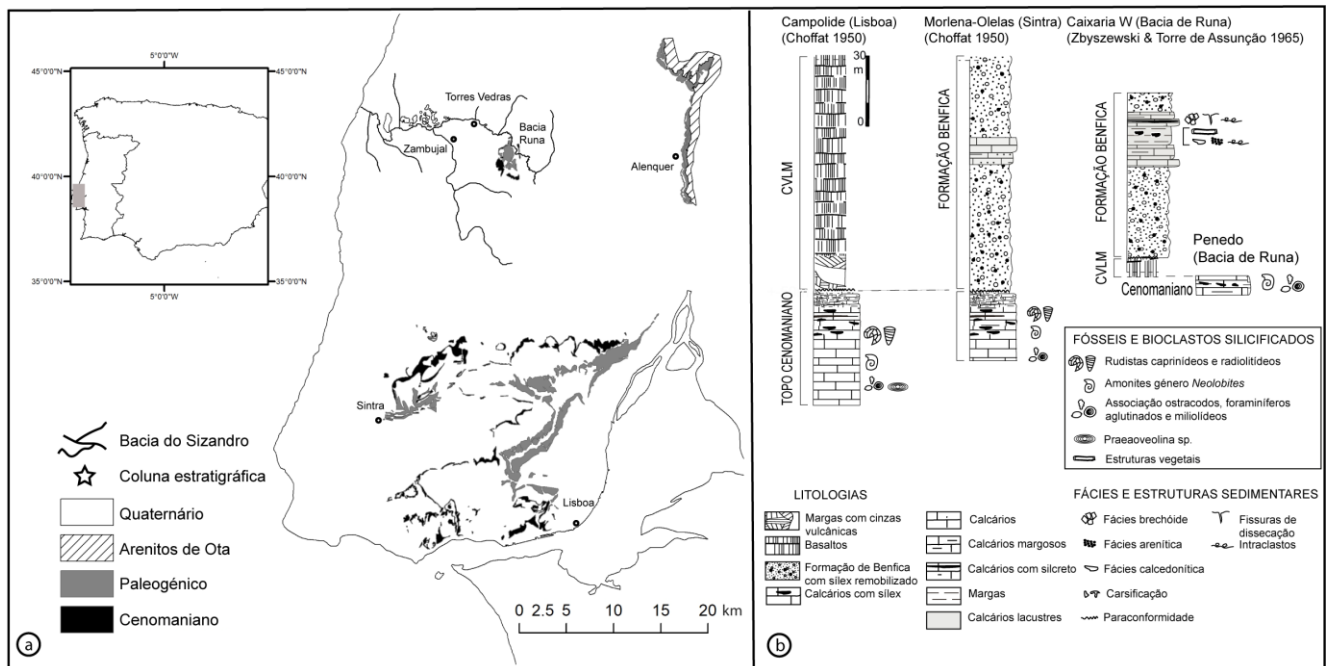 5°0'0"W
45°0'0"N
45°0'0"N
40°0'0"N
40°0'0"N
35°0'0"N
35°0'0"N
5°0'0"W
Torres Vedras
Zambujal
Bacia
Runa
Alenquer
Sintra
Lisboa
Bacia do Sizandro
Coluna estratigráfica
Quaternário
Arenitos de Ota
Paleogénico
Cenomaniano
0 2.5 5 10 15 20 km
a
Campolide (Lisboa)
(Choffat 1950)
Morlena-Olelas (Sintra)
(Choffat 1950)
Caixaria W (Bacia de Runa)
(Zbyszewski & Torre de Assunção 1965)
30
m
0
CVLM
TOPO CENOMANIANO
FORMAÇÃO BENFICA
FORMAÇÃO BENFICA
CVLM
Penedo
(Bacia de Runa)
Cenomaniano
FÓSSEIS E BIOCLASTOS SILICIFICADOS
Rudistas caprinídeos e radiolitídeos
Amonites género Neolobites
Associação ostracodos, foraminíferos
aglutinados e miliolídeos
Praeaoveolina sp.
Estruturas vegetais
LITOLOGIAS
Margas com cinzas
vulcânicas
Basaltos
Formação de Benfica
com sílex remobilizado
Calcários com sílex
Calcários
Calcários margosos
Calcários com silcreto
Margas
Calcários lacustres
FÁCIES E ESTRUTURAS SEDIMENTARES
Fácies brechóide
Fácies arenítica
Fácies calcedonítica
Carsificação
Paraconformidade
Fissuras de
dissecação
Intraclastos
b